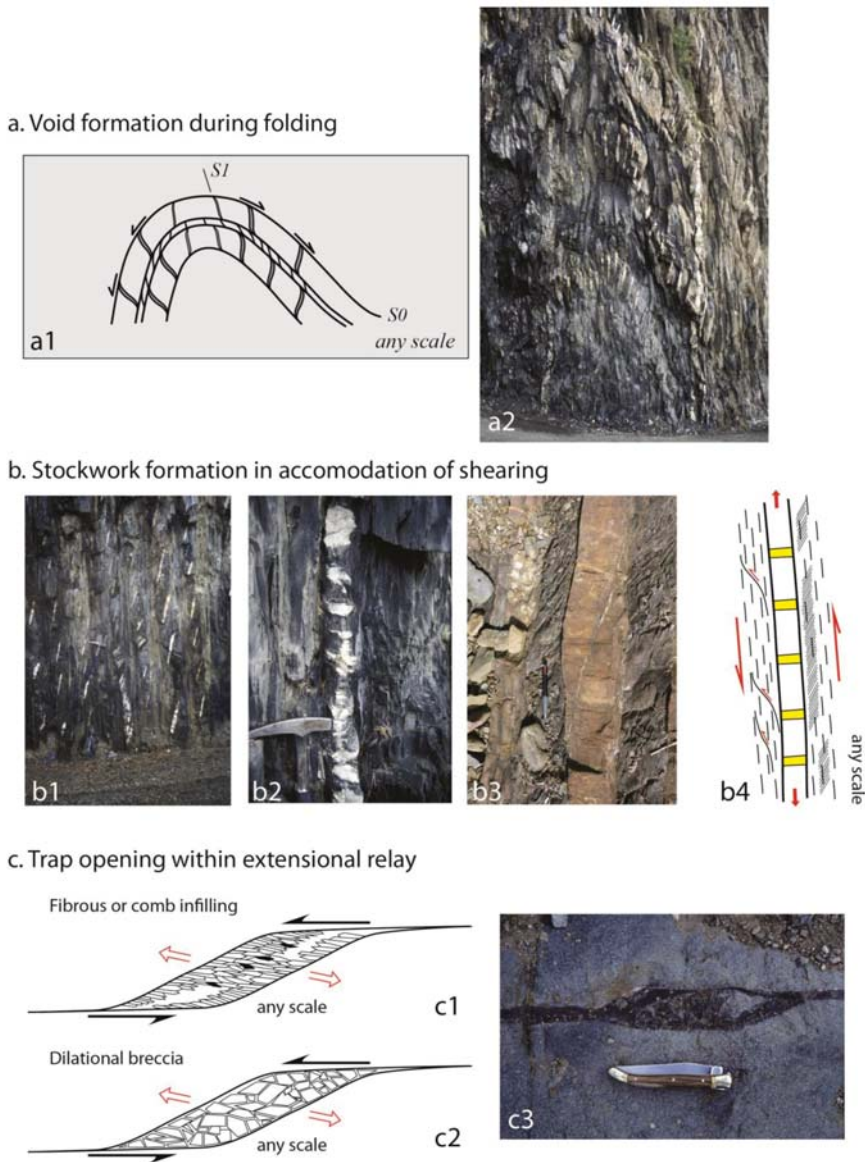 a. Void formation during folding
S1
S0
any scale
a1
a2
b. Stockwork formation in accomodation of shearing
b1
b2
b3
b4
any scale
c. Trap opening within extensional relay
Fibrous or comb infilling
any scale
c1
Dilational breccia
any scale
c2
c3